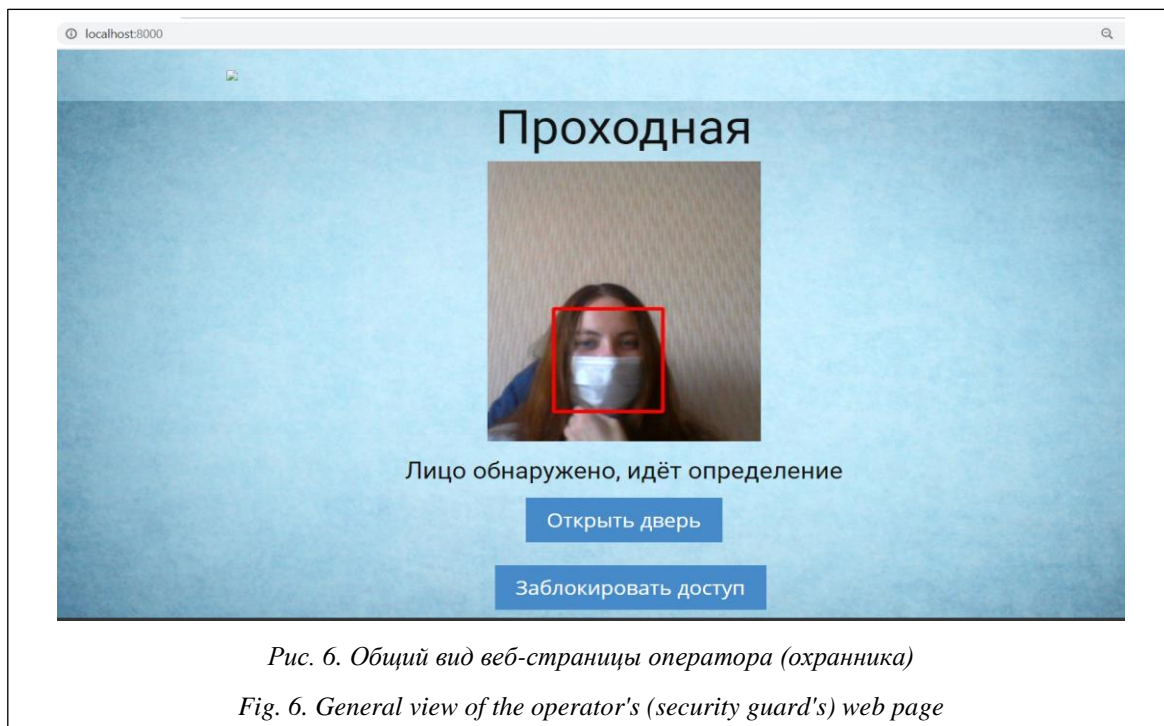 localhost:8000
Проходная
Лицо обнаружено, идёт определение
Открыть дверь
Заблокировать доступ
Рис. 6. Общий вид веб-страницы оператора (охранника)
Fig. 6. General view of the operator's (security guard's) web page